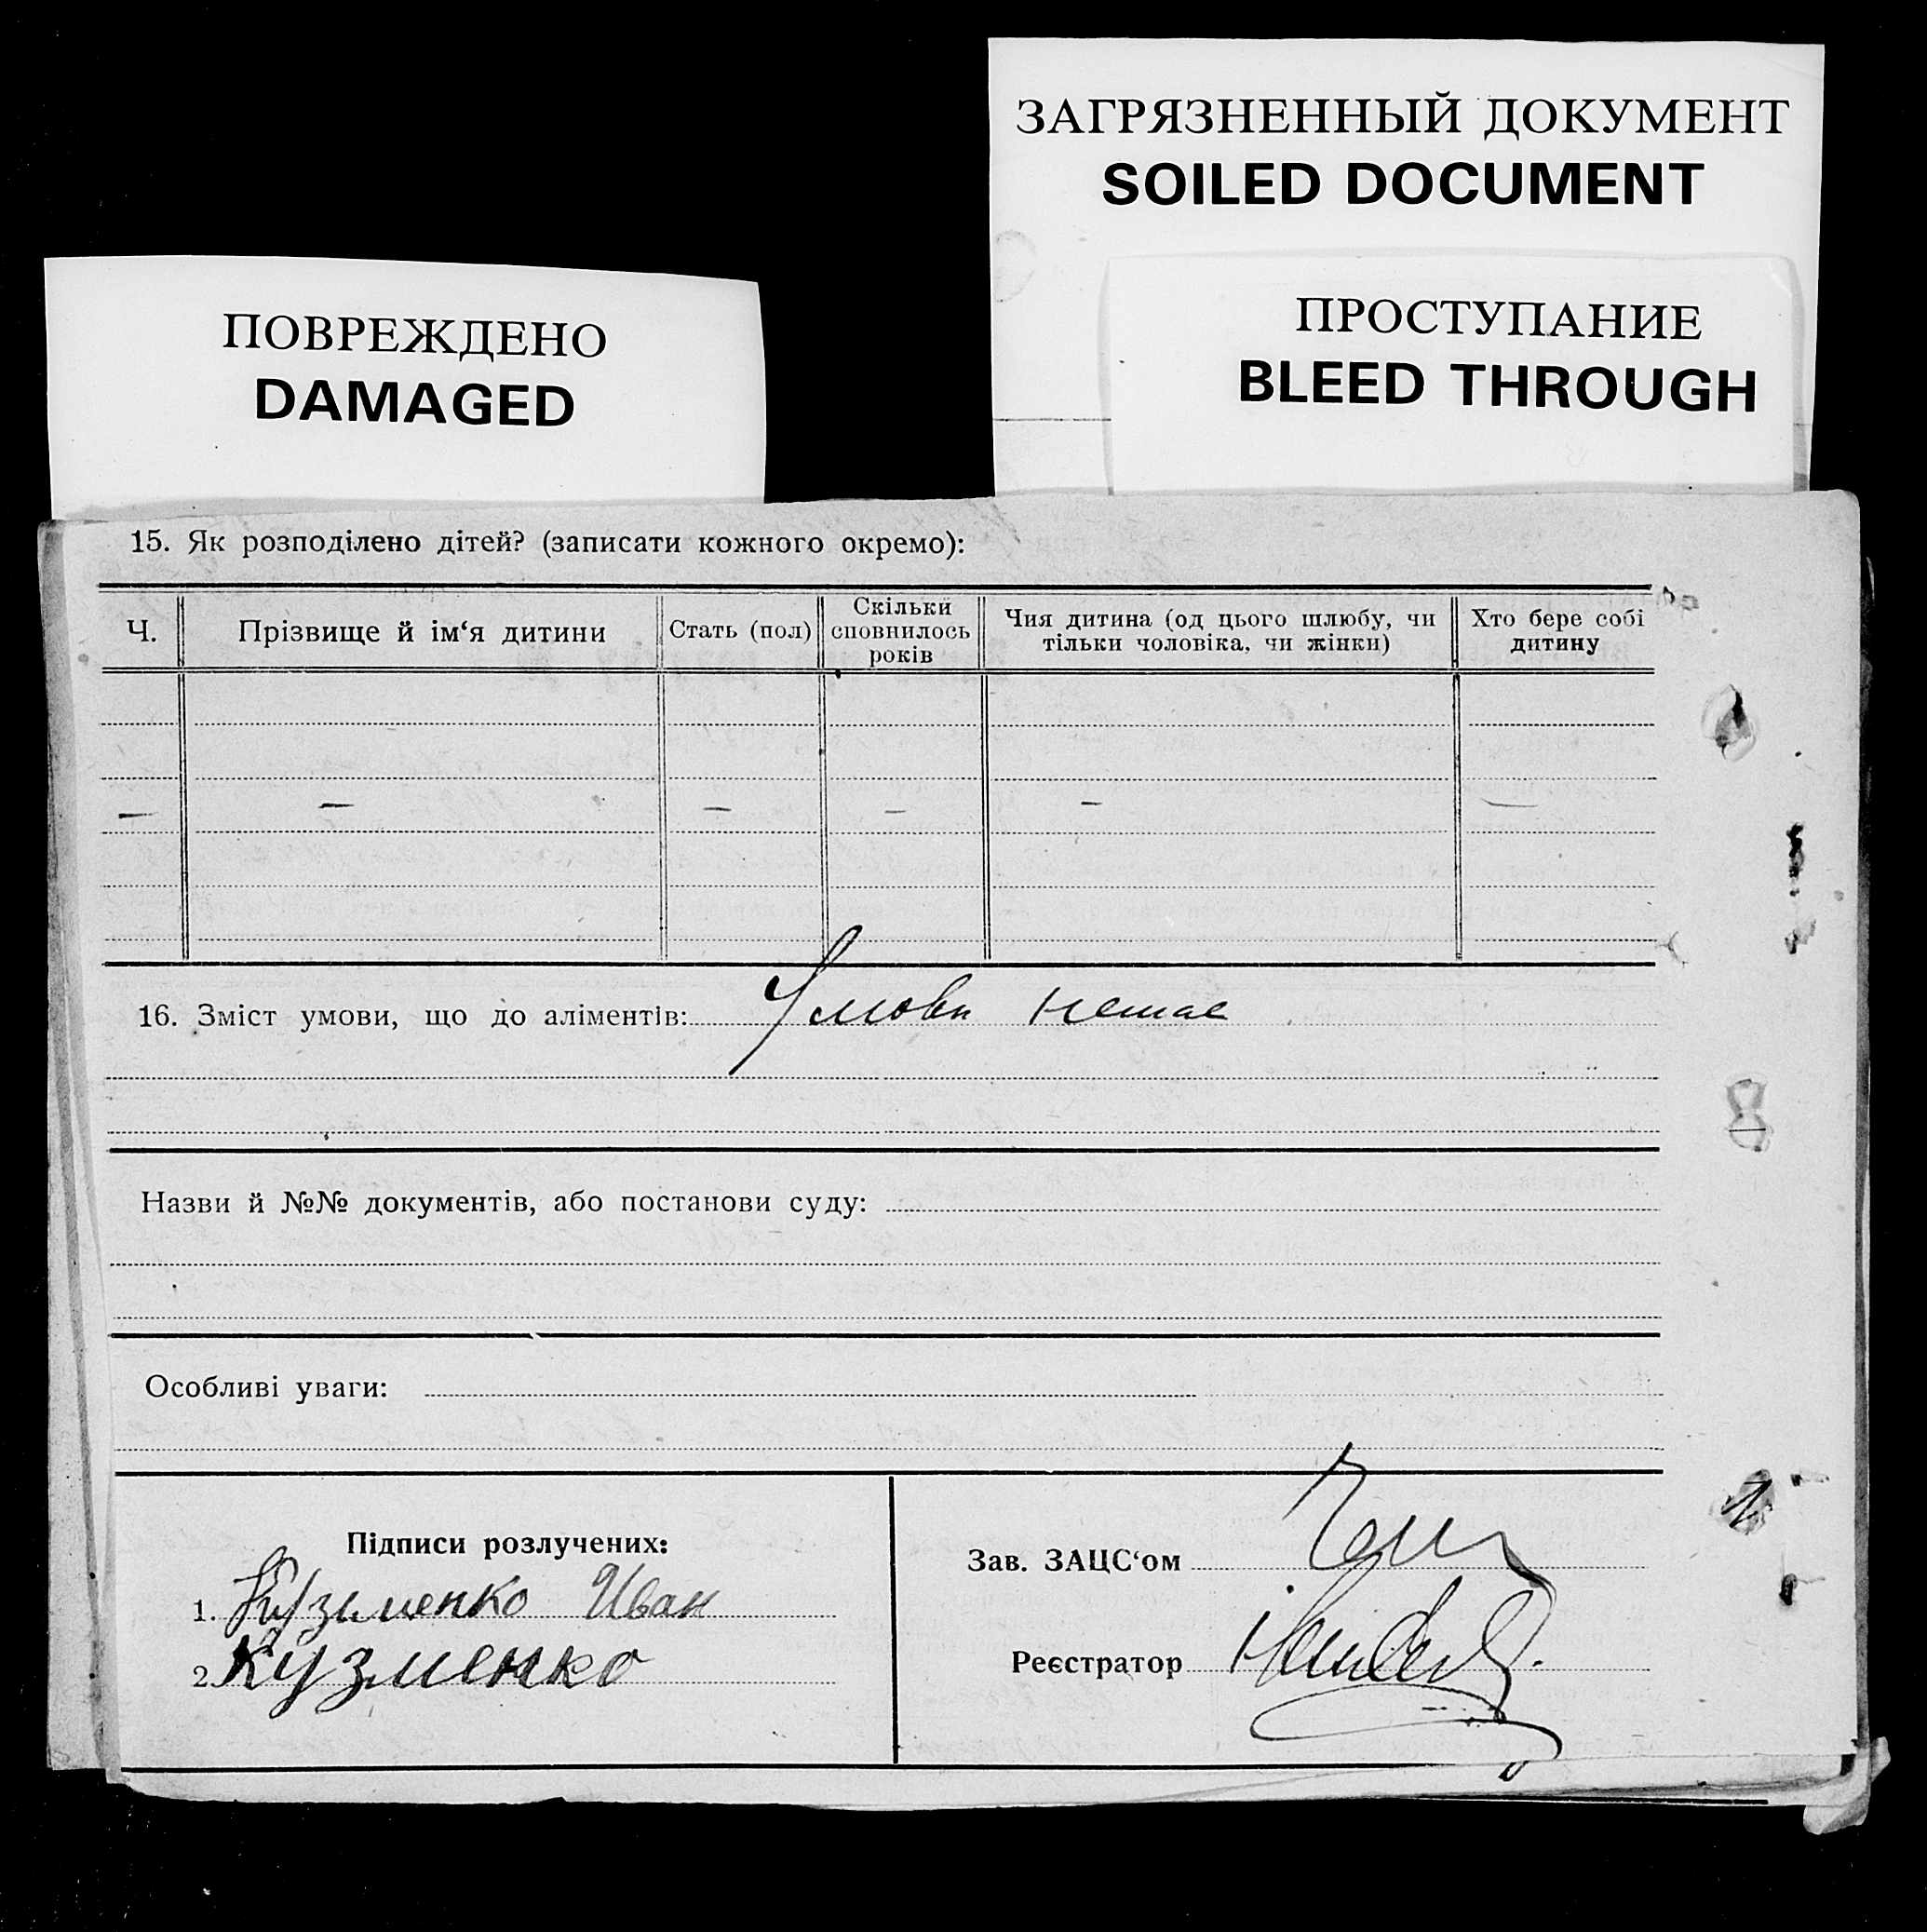 ЗАГРЯЗНЕННЫЙ ДОКУМЕНТ
SOILED DOCUMENT
ПОВРЕЖДЕНО
DAMAGED
ПРОСТУПАНИЕ
BLEED THROUGH
15. Як розподілено дітей? (записати кожного окремо):
Ч.
Прізвище й ім‘я дитини
Стать (пол)
Скільки
сповнилось
років
Чия дитина (од цього шлюбу, чи
тільки чоловіка, чи жінки)
Хто бере собі
дитину
— — — — — —
16. Зміст умови, що до аліментів: Умови немає
Назви й №№ документів, або постанови суду:
Особливі уваги:
Підписи розлучених:
1. Кузьменко Иван
2. Кузменко
Зав. ЗАЦС‘ом
Реєстратор